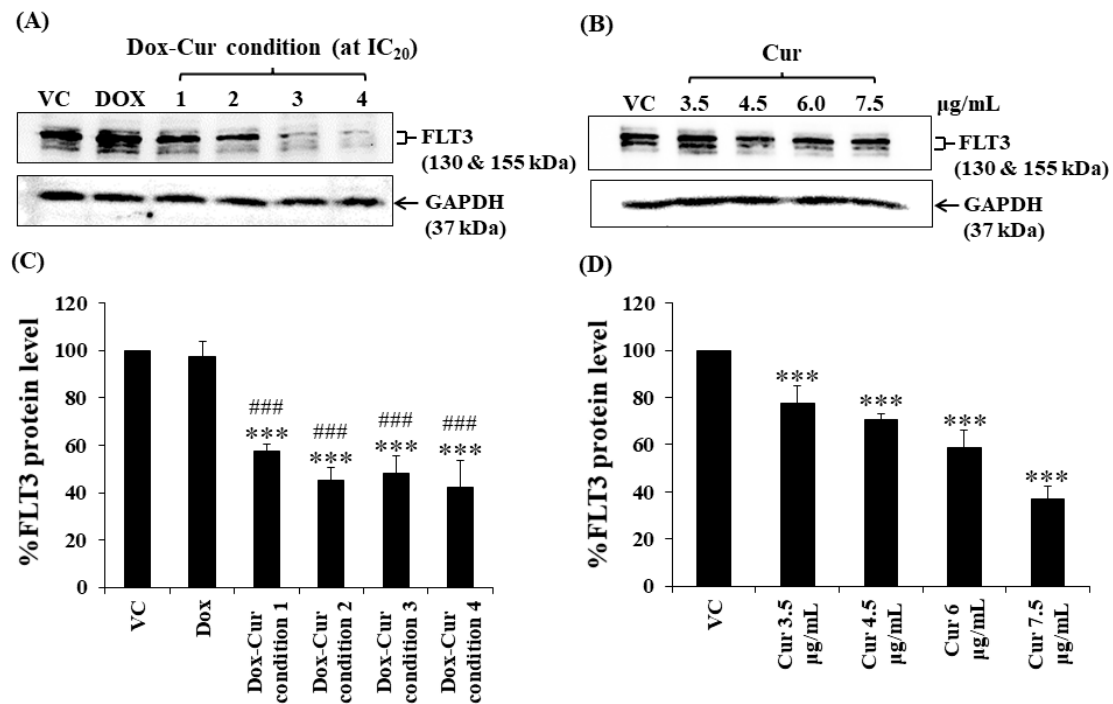 (A)
Dox-Cur condition (at IC₂₀)
VC DOX 1 2 3 4
FLT3
(130 & 155 kDa)
GAPDH
(37 kDa)
(B)
Cur
VC 3.5 4.5 6.0 7.5 µg/mL
FLT3
(130 & 155 kDa)
GAPDH
(37 kDa)
(C)
%FLT3 protein level
120
100
80
60
40
20
0
###
***
###
***
###
***
###
***
VC
Dox
Dox-Cur
condition 1
Dox-Cur
condition 2
Dox-Cur
condition 3
Dox-Cur
condition 4
(D)
%FLT3 protein level
120
100
80
60
40
20
0
***
***
***
***
VC
Cur 3.5
µg/mL
Cur 4.5
µg/mL
Cur 6
µg/mL
Cur 7.5
µg/mL